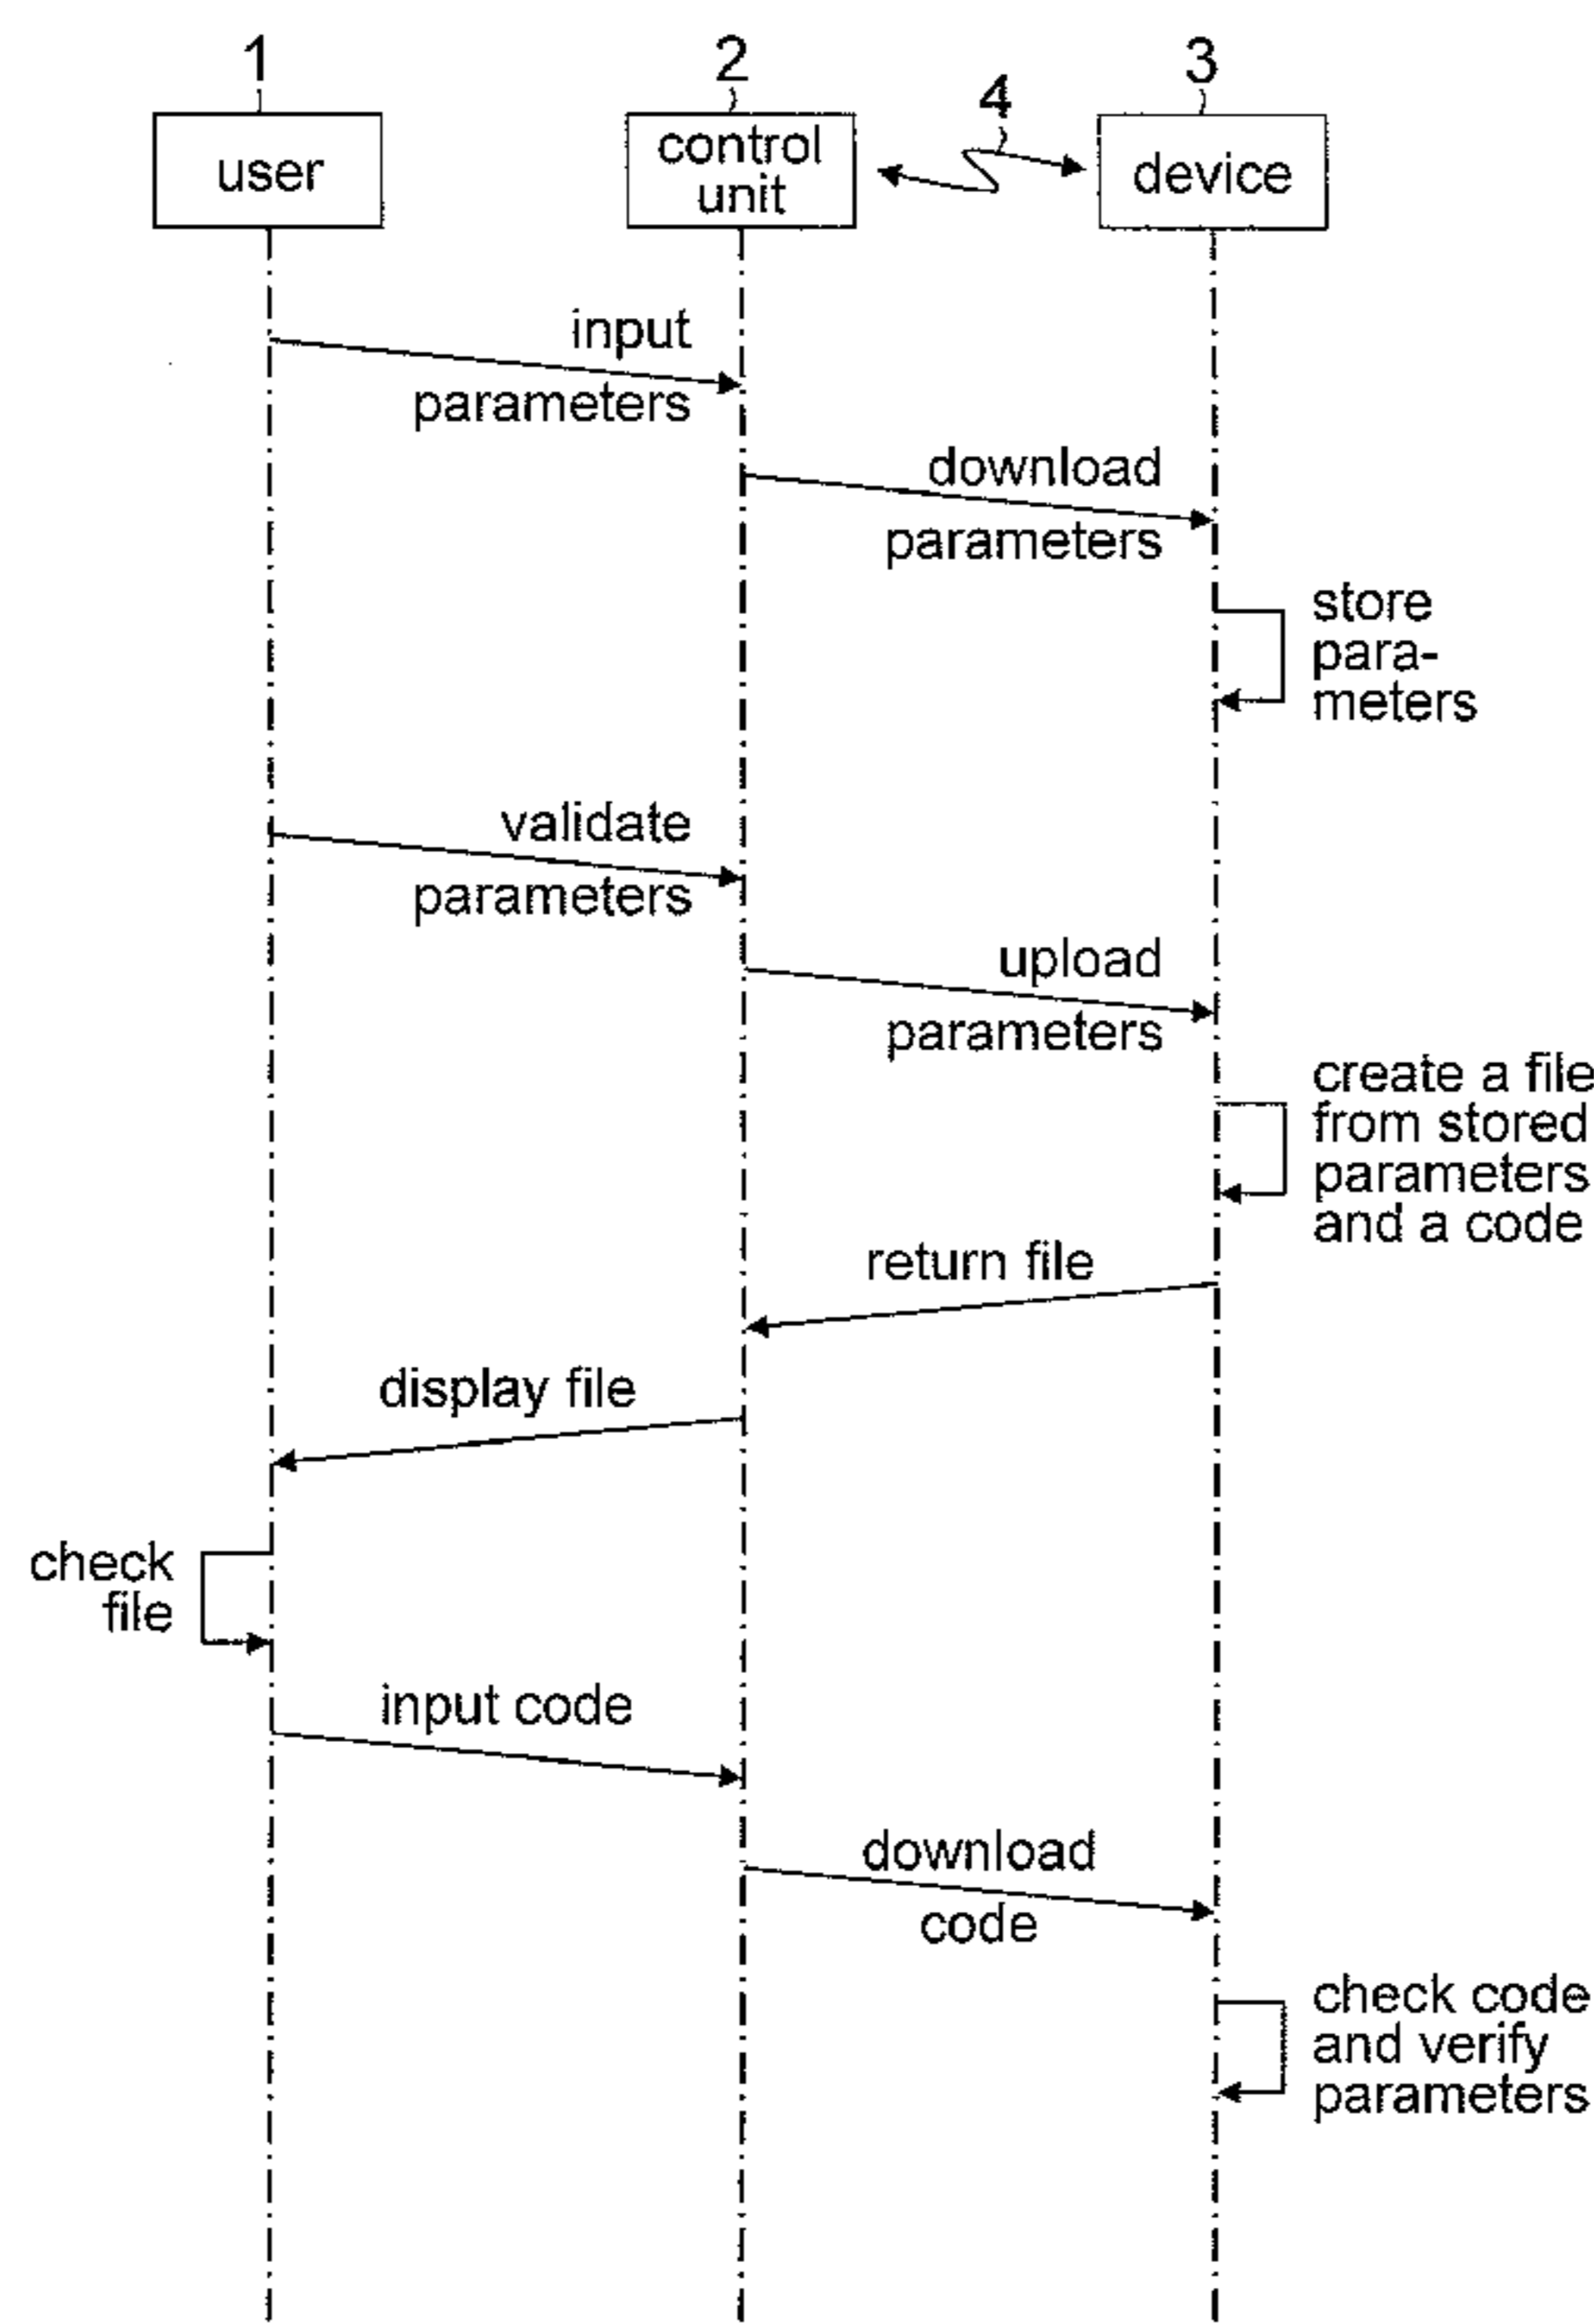 1
2
4
3
user
control
unit
device
input
parameters
download
parameters
store
para-
meters
validate
parameters
upload
parameters
create a file
from stored
parameters
and a code
return file
display file
check
file
input code
download
code
check code
and verify
parameters